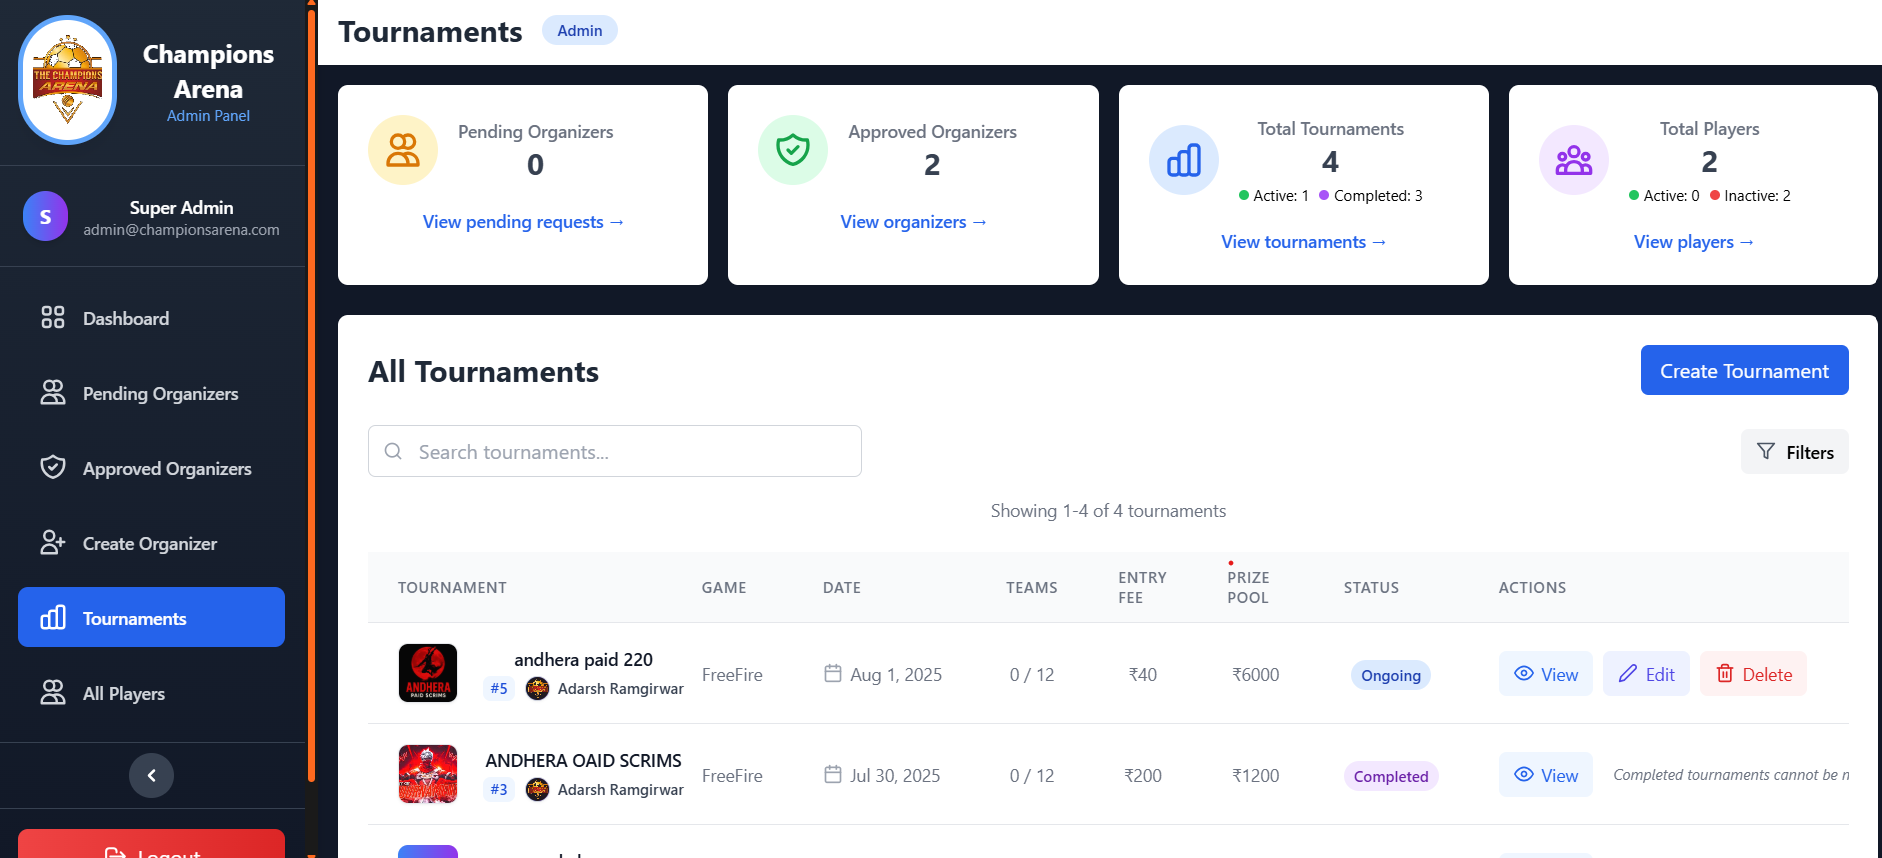 THE CHAMPIONS
ARENA
Champions
Arena
Admin Panel
S
Super Admin
admin@championsarena.com
Dashboard
Pending Organizers
Approved Organizers
Create Organizer
Tournaments
All Players
Logout
Tournaments
Admin
Pending Organizers
0
View pending requests →
Approved Organizers
2
View organizers →
Total Tournaments
4
Active: 1 Completed: 3
View tournaments →
Total Players
2
Active: 0 Inactive: 2
View players →
All Tournaments
Create Tournament
Search tournaments...
Filters
Showing 1-4 of 4 tournaments
TOURNAMENT GAME DATE TEAMS ENTRY FEE PRIZE POOL STATUS ACTIONS
ANDHERA
PAID SCRIMS
andhera paid 220
#5 Adarsh Ramgirwar
FreeFire Aug 1, 2025 0 / 12 ₹40 ₹6000 Ongoing View Edit Delete
ANDHERA OAID SCRIMS
#3 Adarsh Ramgirwar
FreeFire Jul 30, 2025 0 / 12 ₹200 ₹1200 Completed View Completed tournaments cannot be